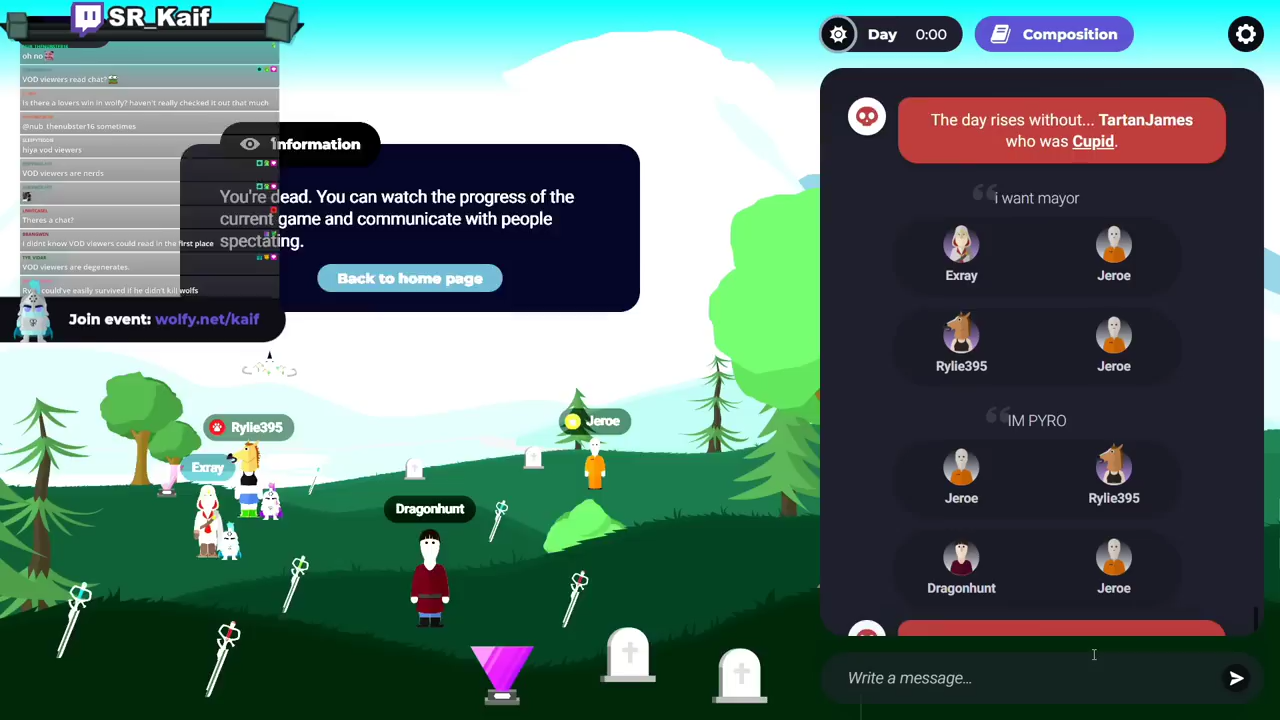 SR_Kaif
oh no
VOD viewers read chat?
Is there a lovers win in wolfy? haven't really checked it out that much
@nub_thenubster16 sometimes
hiya vod viewers
VOD viewers are nerds
Theres a chat?
I didnt know VOD viewers could read in the first place
VOD viewers are degenerates.
could've easily survived if he didn't kill wolfs
Join event: wolfy.net/kaif
Information
You're dead. You can watch the progress of the
current game and communicate with people
spectating.
Back to home page
Rylie395
Exray
Dragonhunt
Jeroe
Day 0:00
Composition
The day rises without... TartanJames
who was Cupid.
i want mayor
Exray Jeroe
Rylie395 Jeroe
IM PYRO
Jeroe Rylie395
Dragonhunt Jeroe
Write a message...